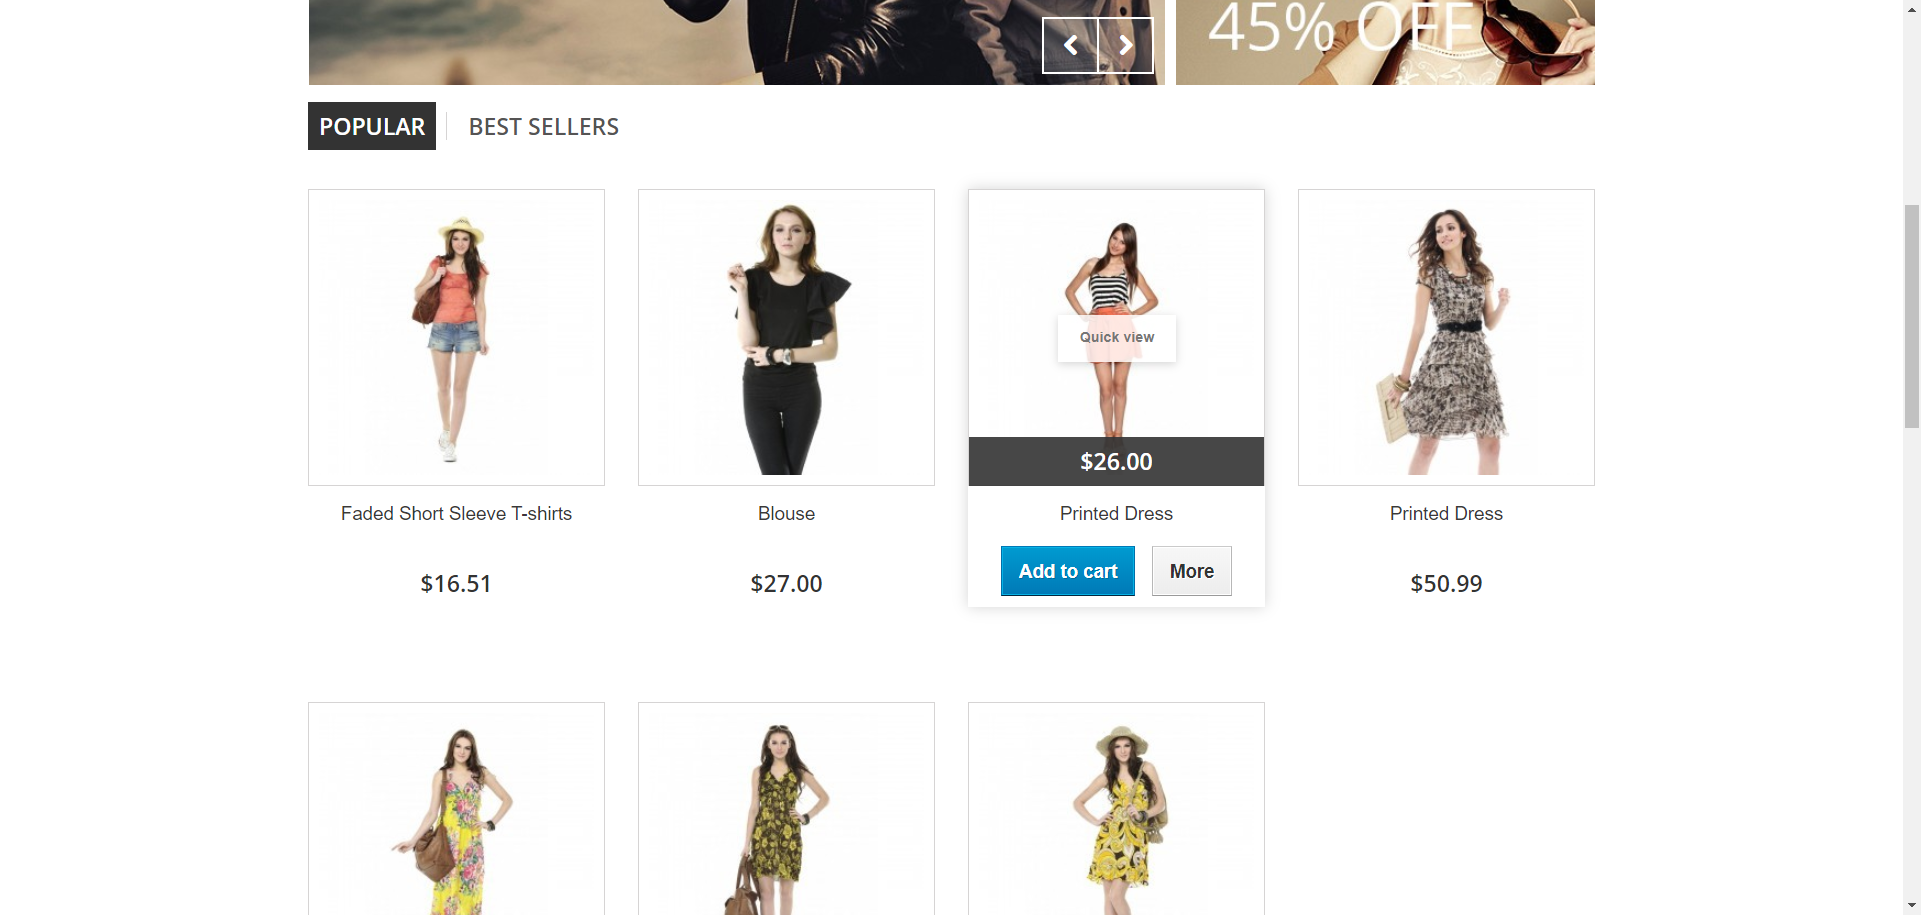 45% OFF
POPULAR
BEST SELLERS
Quick view
$26.00
Faded Short Sleeve T-shirts
Blouse
Printed Dress
Printed Dress
Add to cart
More
$16.51
$27.00
$50.99